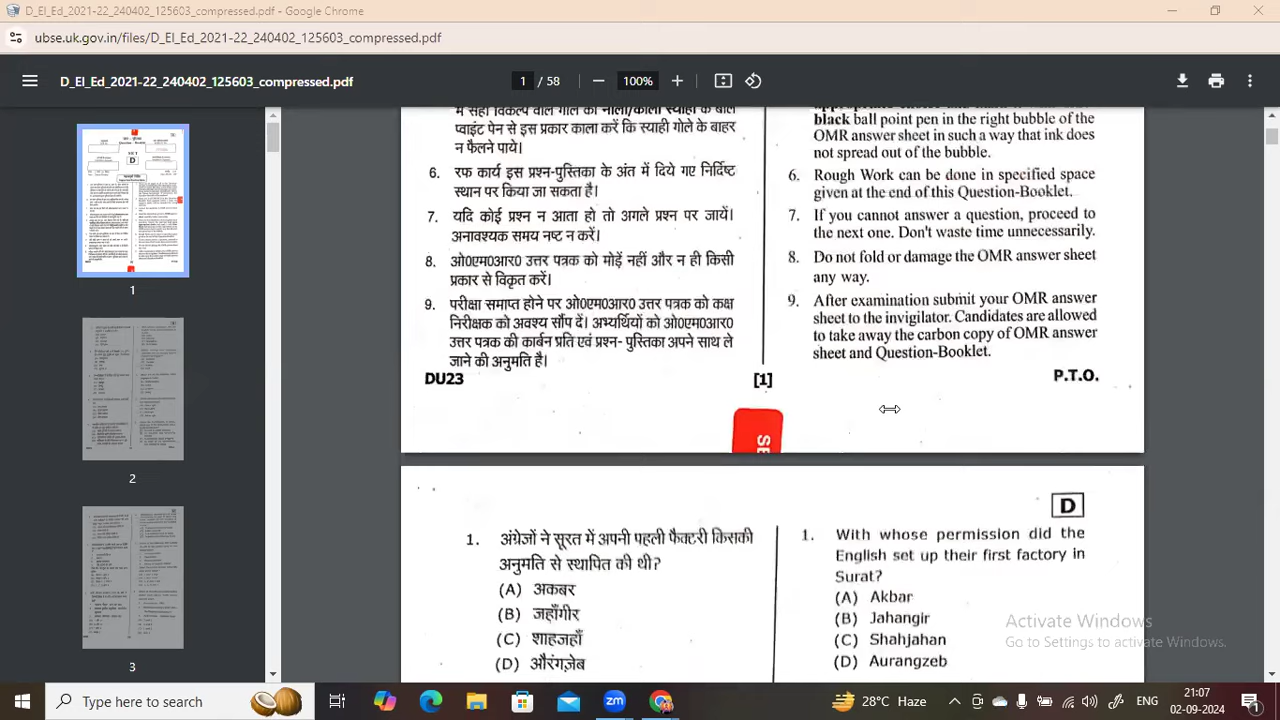 D_El_Ed_2021-22_240402_125603_compressed.pdf - Google Chrome
ubse.uk.gov.in/files/D_El_Ed_2021-22_240402_125603_compressed.pdf
D_El_Ed_2021-22_240402_125603_compressed.pdf
1 / 58
100%
1
2
3
में सही विकल्प वाले गोले को नीली/काली स्याही के बाल
प्वाइंट पेन से इस प्रकार काला करें कि स्याही गोले के बाहर
न फैलने पाये।
6. रफ कार्य इस प्रश्न पुस्तिका के अंत में दिये गए निर्दिष्ट
स्थान पर किया जा सकता है।
7. यदि कोई प्रश्न न आता हो तो अगले प्रश्न पर जायें।
अनावश्यक समय नष्ट न करें।
8. ओ0एम0आर0 उत्तर पत्रक को मोड़ें नहीं और न ही किसी
प्रकार से विकृत करें।
9. परीक्षा समाप्त होने पर ओ0एम0आर0 उत्तर पत्रक को कक्ष
निरीक्षक को अवश्य सौंप दें। अभ्यर्थियों को ओ0एम0आर0
उत्तर पत्रक की कार्बन प्रति एवं प्रश्न- पुस्तिका अपने साथ ले
जाने की अनुमति है।
black ball point pen in the right bubble of the
OMR answer sheet in such a way that ink does
not spread out of the bubble.
6. Rough Work can be done in specified space
given at the end of this Question-Booklet.
7. If you cannot answer a question, proceed to
the next one. Don't waste time unnecessarily.
8. Do not fold or damage the OMR answer sheet
any way.
9. After examination submit your OMR answer
sheet to the invigilator. Candidates are allowed
to take away the carbon copy of OMR answer
sheet and Question-Booklet.
DU23 [1] P.T.O.
SE
D
1. अंग्रेजों ने सूरत में अपनी पहली फैक्टरी किसकी
अनुमति से स्थापित की थी?
(A) अकबर
(B) जहाँगीर
(C) शाहजहाँ
(D) औरंगज़ेब
1. With whose permission did the
English set up their first factory in
Surat?
(A) Akbar
(B) Jahangir
(C) Shahjahan
(D) Aurangzeb
Activate Windows
Go to Settings to activate Windows.
Type here to search
28°C Haze
ENG
21:07
02-09-2024